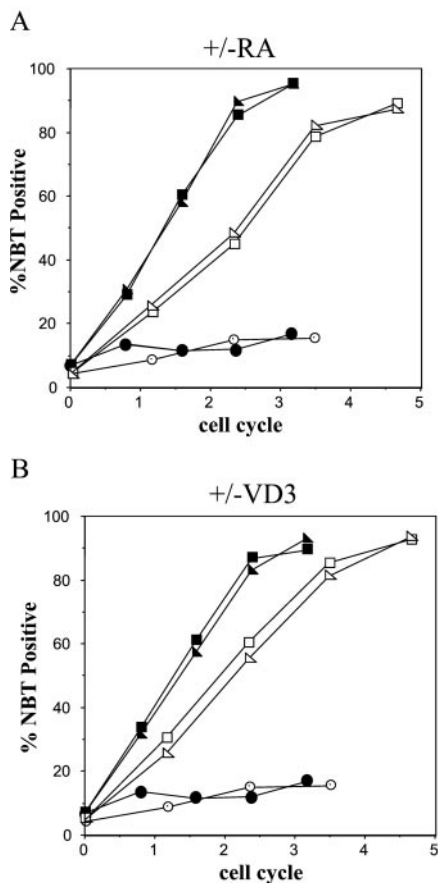 A
+/-RA
100
80
60
40
20
0
%NBT Positive
0 1 2 3 4 5
cell cycle
B
+/-VD3
100
80
60
40
20
0
% NBT Positive
0 1 2 3 4 5
cell cycle